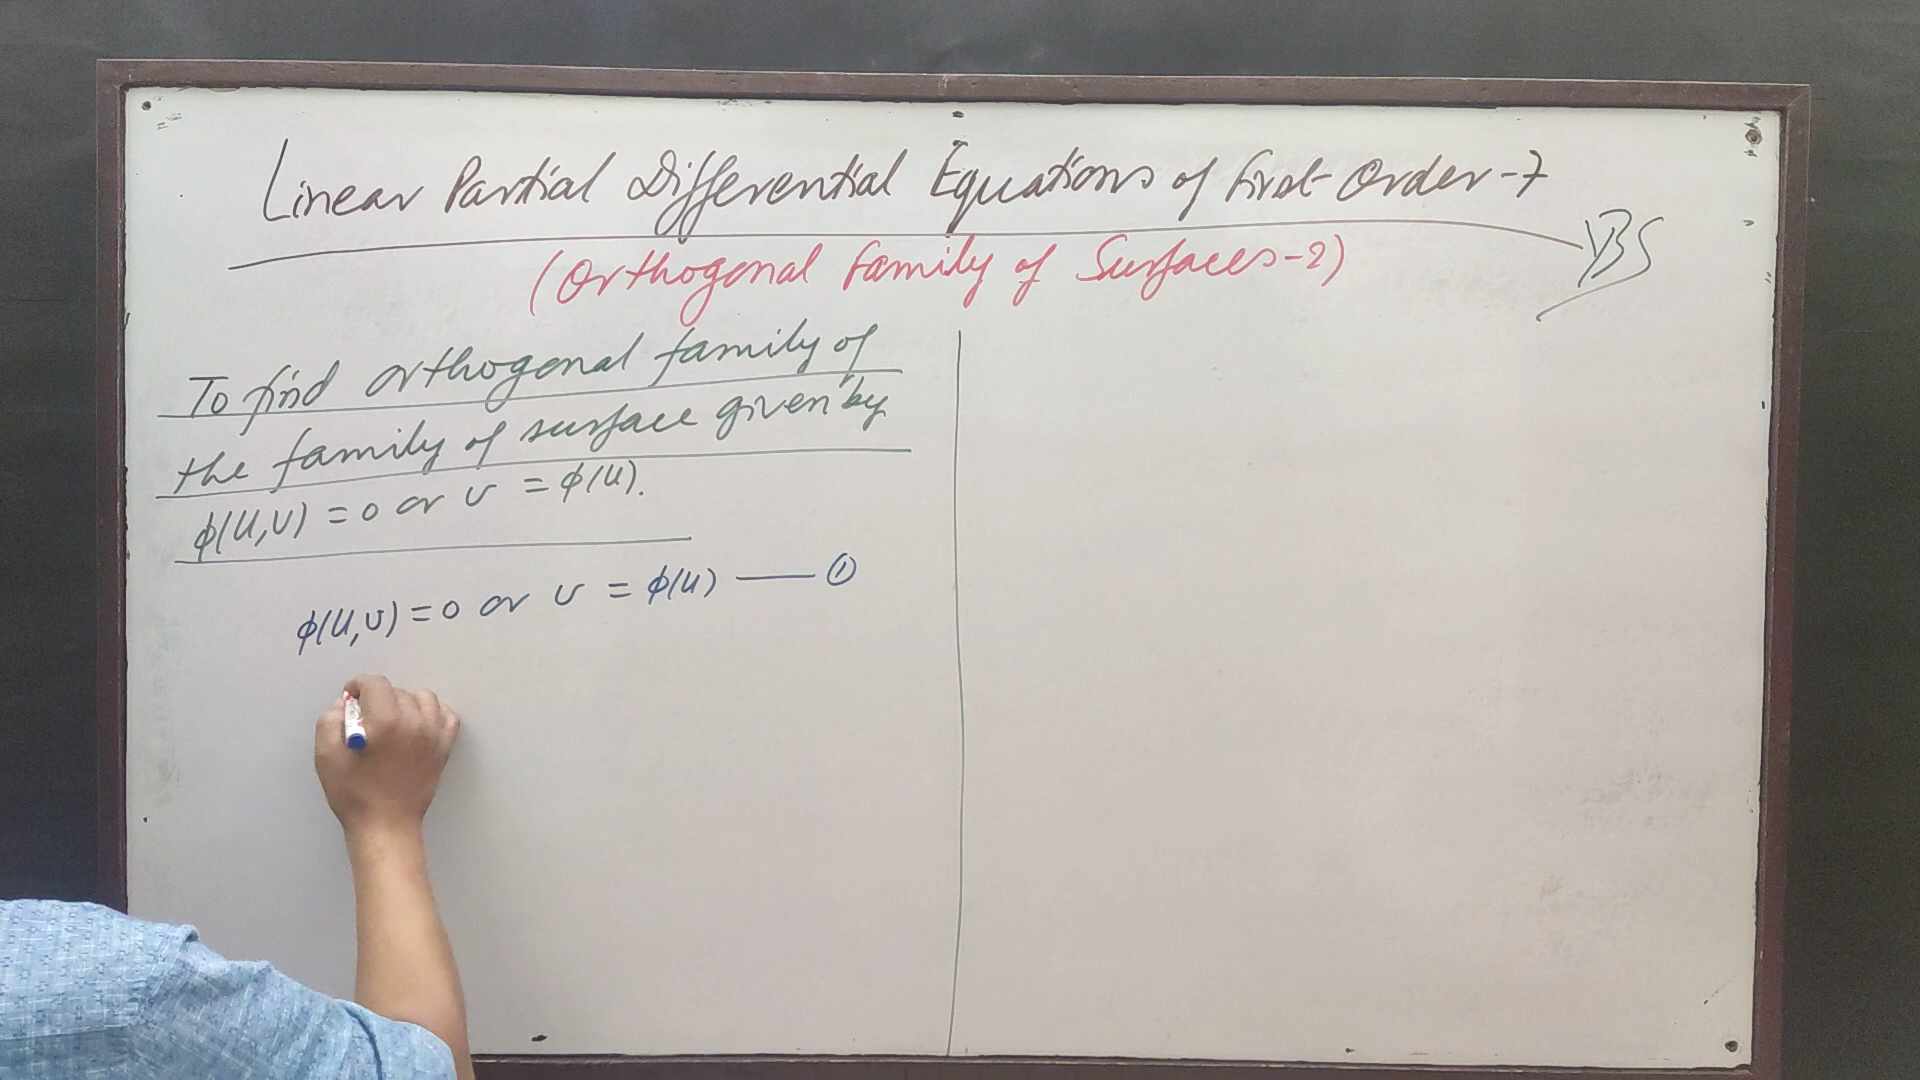 Linear Partial Differential Equations of First Order-7
YBS
(Orthogonal Family of Surfaces-2)
To find orthogonal family of
the family of surface given by
ϕ(u,v) = 0 or v = ϕ(u).
ϕ(u,v) = 0 or v = ϕ(u) —— ①